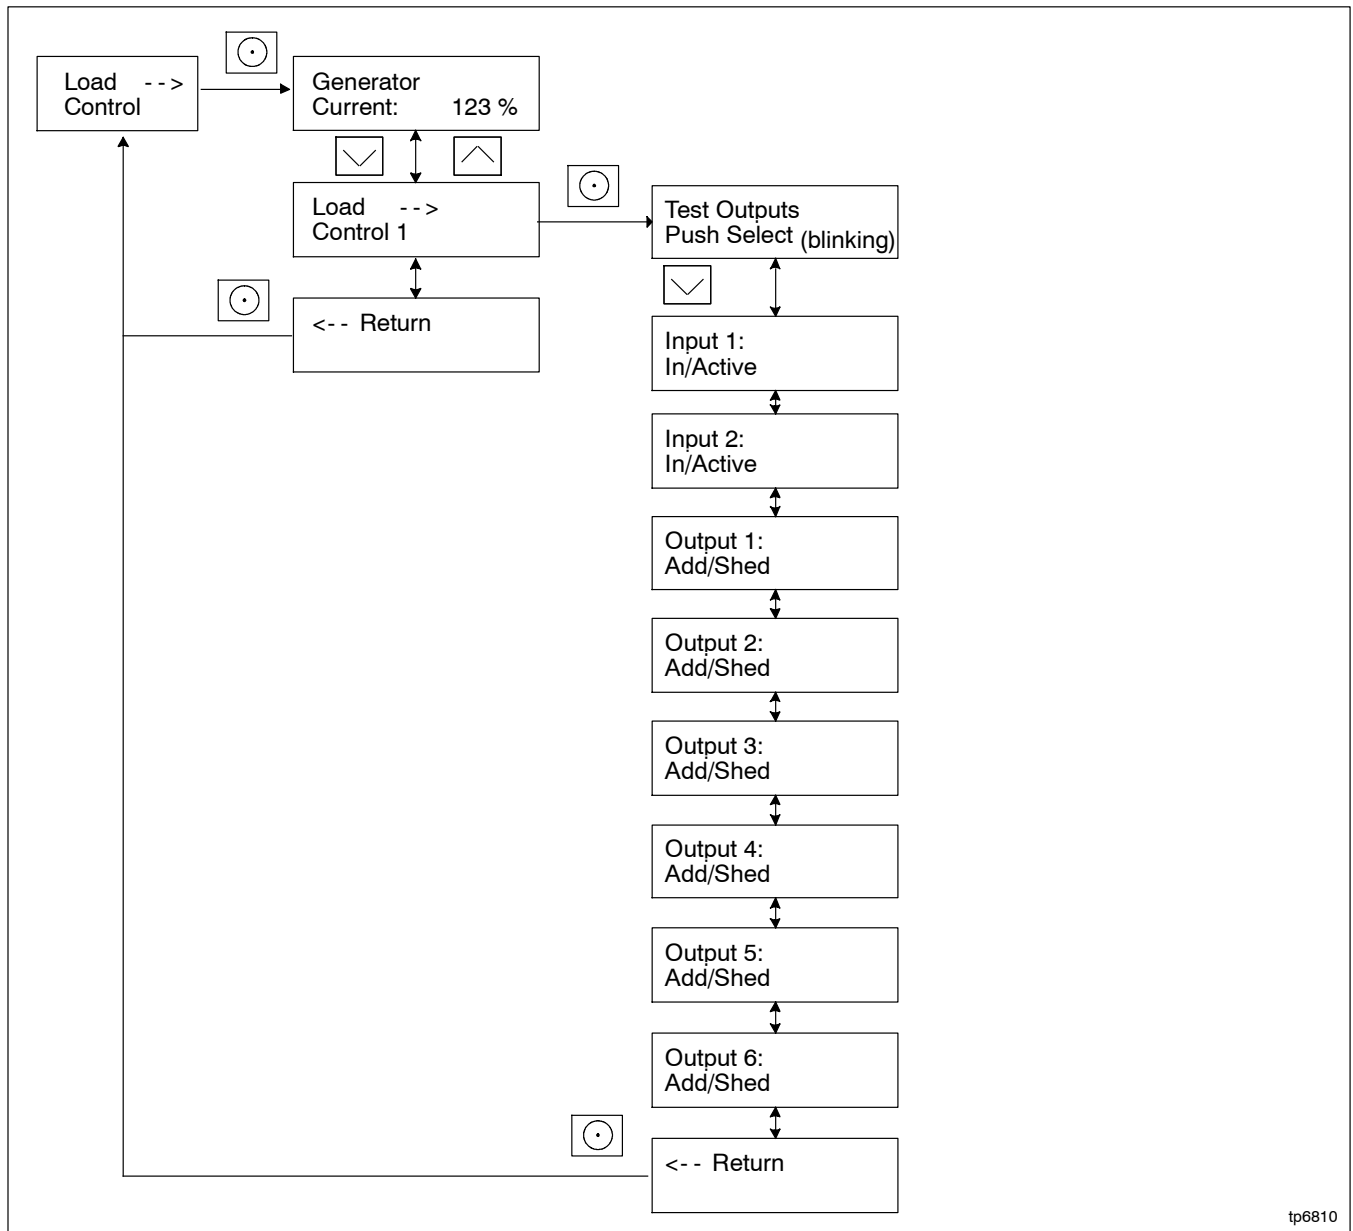 Load - - >
Control
Generator
Current: 123 %
Load - - >
Control 1
<- - Return
Test Outputs
Push Select (blinking)
Input 1:
In/Active
Input 2:
In/Active
Output 1:
Add/Shed
Output 2:
Add/Shed
Output 3:
Add/Shed
Output 4:
Add/Shed
Output 5:
Add/Shed
Output 6:
Add/Shed
<- - Return
tp6810